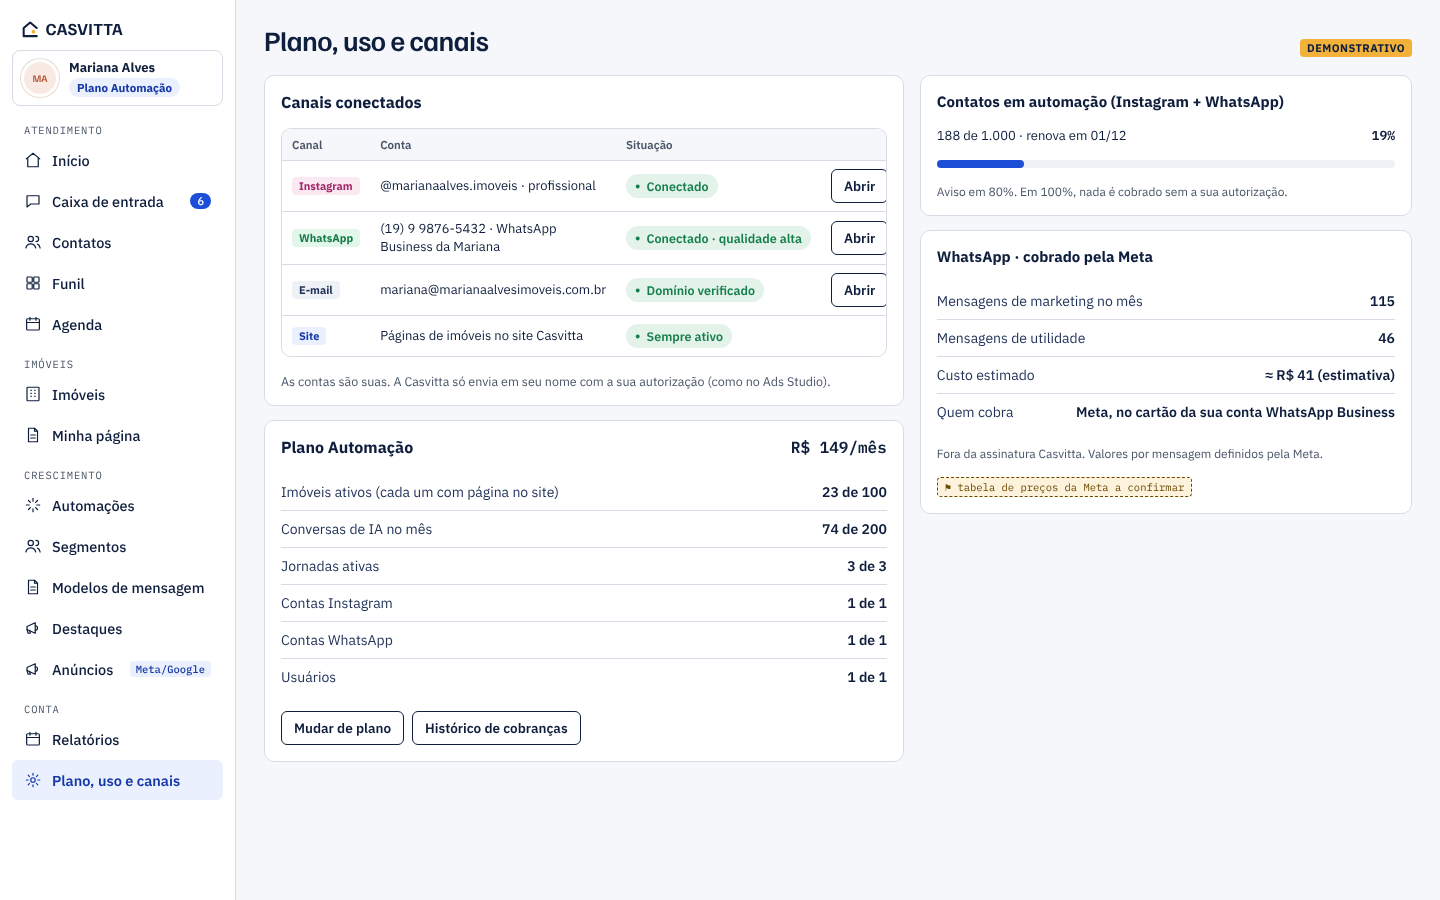 CASVITTA
MA
Mariana Alves
Plano Automação
ATENDIMENTO
Início
Caixa de entrada 6
Contatos
Funil
Agenda
IMÓVEIS
Imóveis
Minha página
CRESCIMENTO
Automações
Segmentos
Modelos de mensagem
Destaques
Anúncios Meta/Google
CONTA
Relatórios
Plano, uso e canais
Plano, uso e canais
DEMONSTRATIVO
Canais conectados
Canal Conta Situação
Instagram @marianaalves.imoveis · profissional • Conectado Abrir
WhatsApp (19) 9 9876-5432 · WhatsApp
Business da Mariana • Conectado · qualidade alta Abrir
E-mail mariana@marianaalvesimoveis.com.br • Domínio verificado Abrir
Site Páginas de imóveis no site Casvitta • Sempre ativo
As contas são suas. A Casvitta só envia em seu nome com a sua autorização (como no Ads Studio).
Plano Automação R$ 149/mês
Imóveis ativos (cada um com página no site) 23 de 100
Conversas de IA no mês 74 de 200
Jornadas ativas 3 de 3
Contas Instagram 1 de 1
Contas WhatsApp 1 de 1
Usuários 1 de 1
Mudar de plano Histórico de cobranças
Contatos em automação (Instagram + WhatsApp)
188 de 1.000 · renova em 01/12 19%
Aviso em 80%. Em 100%, nada é cobrado sem a sua autorização.
WhatsApp · cobrado pela Meta
Mensagens de marketing no mês 115
Mensagens de utilidade 46
Custo estimado ≈ R$ 41 (estimativa)
Quem cobra Meta, no cartão da sua conta WhatsApp Business
Fora da assinatura Casvitta. Valores por mensagem definidos pela Meta.
⚑ tabela de preços da Meta a confirmar